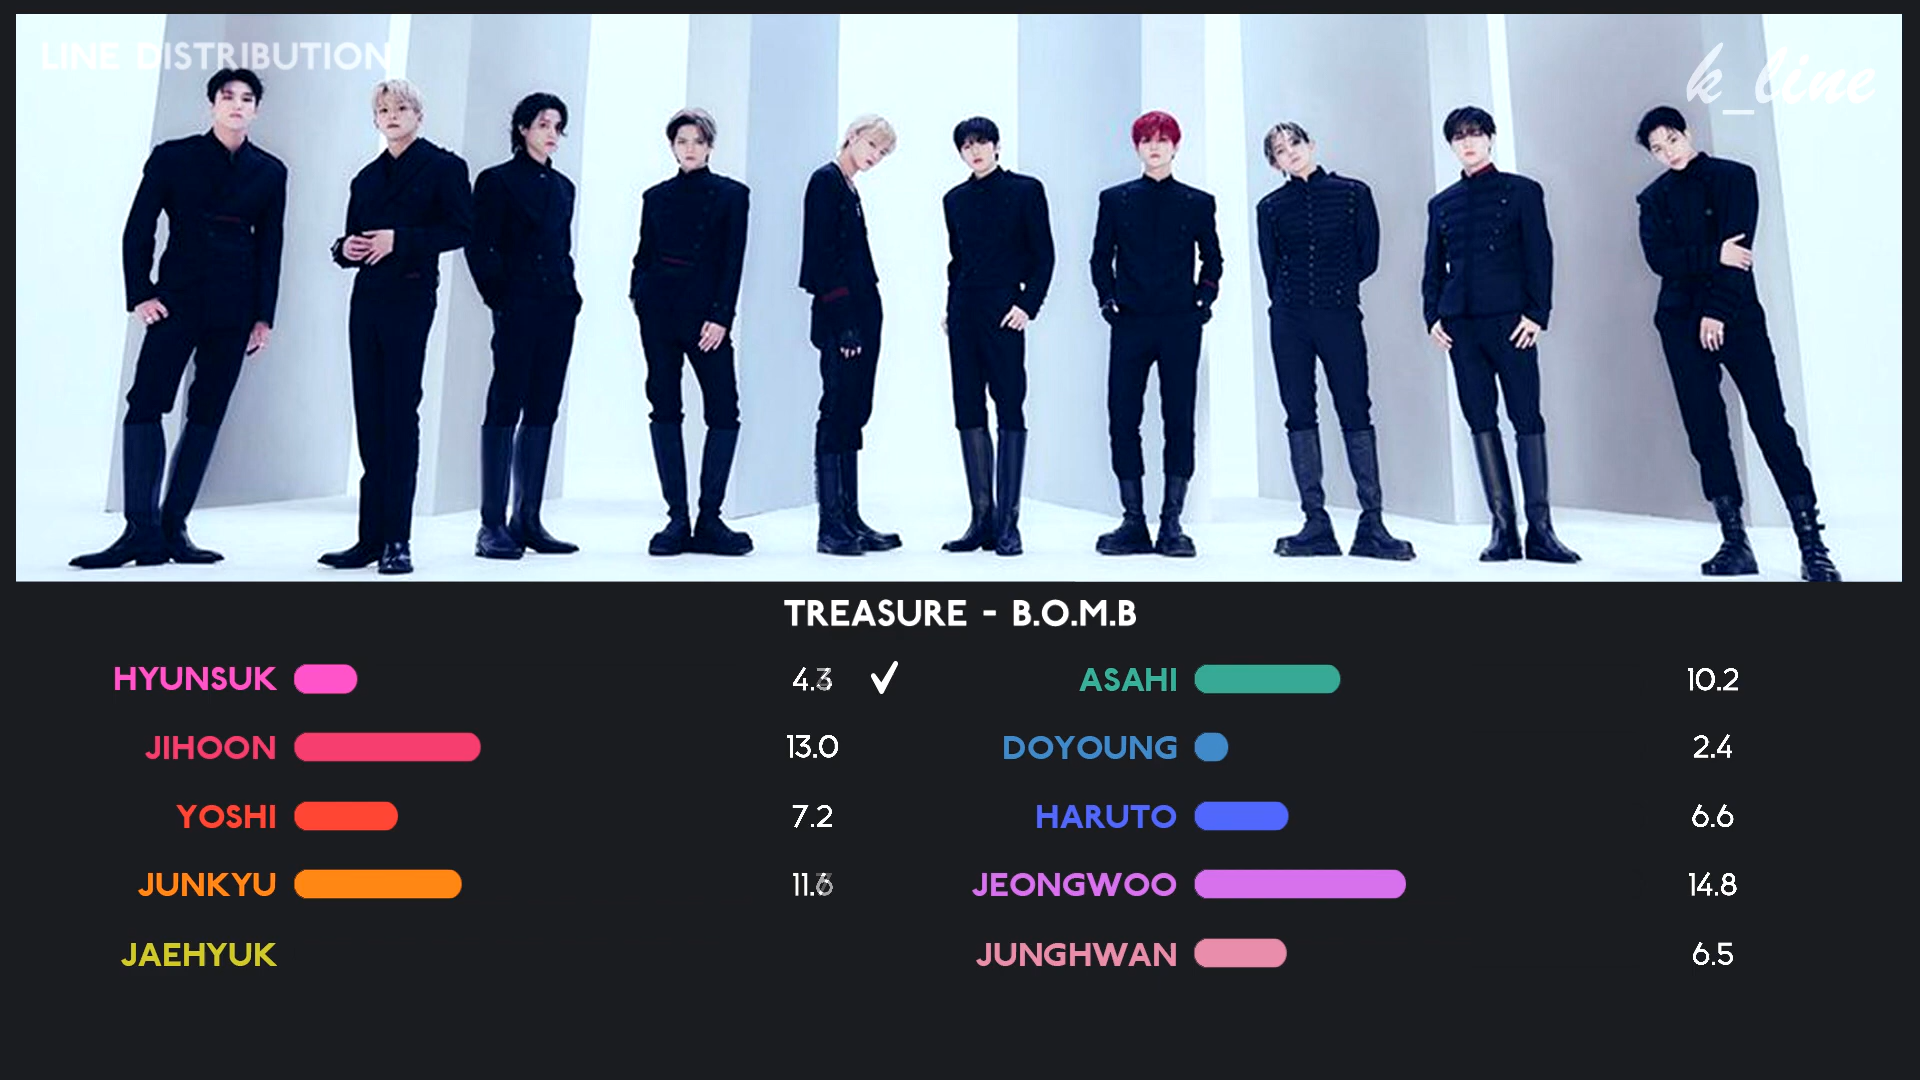 LINE DISTRIBUTION
k_line
TREASURE - B.O.M.B
HYUNSUK
✓ ASAHI 10.2
JIHOON 13.0 DOYOUNG 2.4
YOSHI 7.2 HARUTO 6.6
JUNKYU JEONGWOO 14.8
JAEHYUK JUNGHWAN 6.5